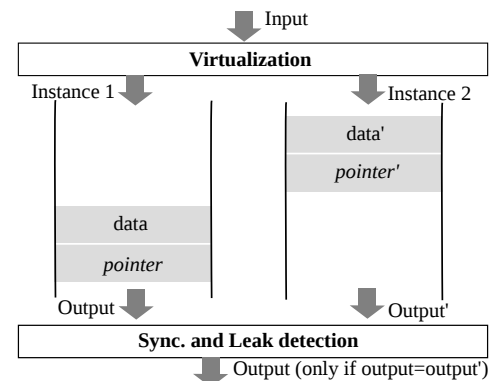 Input
Virtualization
Instance 1
Instance 2
data'
pointer'
data
pointer
Output
Output'
Sync. and Leak detection
Output (only if output=output')